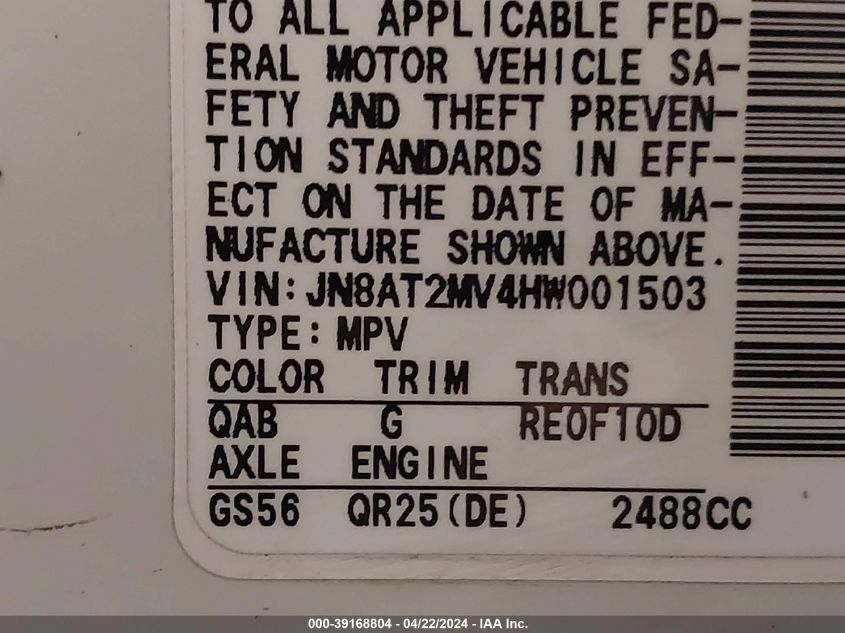 TO ALL APPLICABLE FED-
ERAL MOTOR VEHICLE SA-
FETY AND THEFT PREVEN-
TION STANDARDS IN EFF-
ECT ON THE DATE OF MA-
NUFACTURE SHOWN ABOVE.
VIN: JN8AT2MV4HW001503
TYPE: MPV
COLOR TRIM TRANS
QAB G RE0F10D
AXLE ENGINE
GS56 QR25(DE) 2488CC
000-39168804 - 04/22/2024 - IAA Inc.